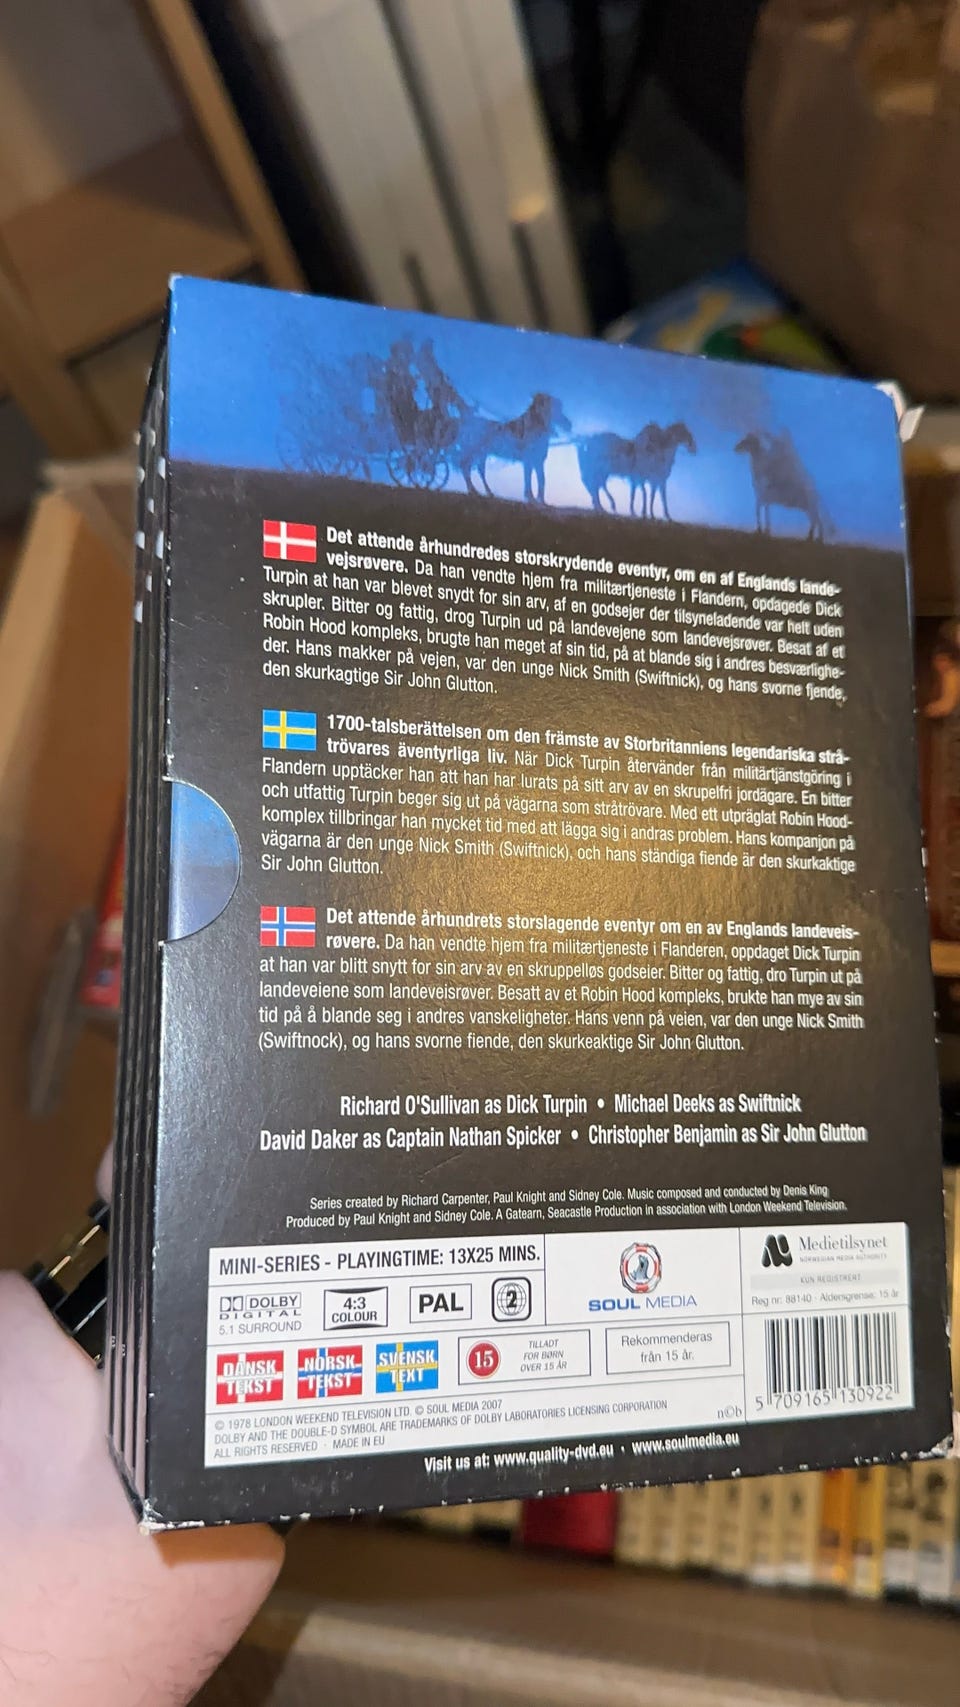 Det attende århundredes storskrydende eventyr, om en af Englands lande-
vejsrøvere. Da han vendte hjem fra militærtjeneste i Flandern, opdagede Dick
Turpin at han var blevet snydt for sin arv, af en godsejer der tilsyneladende var helt uden
skrupler. Bitter og fattig, drog Turpin ud på landevejene som landevejsrøver. Besat af et
Robin Hood kompleks, brugte han meget af sin tid, på at blande sig i andres besværlighe-
der. Hans makker på vejen, var den unge Nick Smith (Swiftnick), og hans svorne fjende,
den skurkagtige Sir John Glutton.
1700-talsberättelsen om den främste av Storbritanniens legendariska strå-
trövares äventyrliga liv. När Dick Turpin återvänder från militärtjänstgöring i
Flandern upptäcker han att han har lurats på sitt arv av en skrupelfri jordägare. En bitter
och utfattig Turpin beger sig ut på vägarna som stråtrövare. Med ett utpräglat Robin Hood-
komplex tillbringar han mycket tid med att lägga sig i andras problem. Hans kompanjon på
vägarna är den unge Nick Smith (Swiftnick), och hans ständiga fiende är den skurkaktige
Sir John Glutton.
Det attende århundrets storslagende eventyr om en av Englands landeveis-
røvere. Da han vendte hjem fra militærtjeneste i Flanderen, oppdaget Dick Turpin
at han var blitt snytt for sin arv av en skruppelløs godseier. Bitter og fattig, dro Turpin ut på
landeveiene som landeveisrøver. Besatt av et Robin Hood kompleks, brukte han mye av sin
tid på å blande seg i andres vanskeligheter. Hans venn på veien, var den unge Nick Smith
(Swiftnock), og hans svorne fiende, den skurkeaktige Sir John Glutton.
Richard O'Sullivan as Dick Turpin • Michael Deeks as Swiftnick
David Daker as Captain Nathan Spicker • Christopher Benjamin as Sir John Glutton
Series created by Richard Carpenter, Paul Knight and Sidney Cole. Music composed and conducted by Denis King
Produced by Paul Knight and Sidney Cole. A Gatearn, Seacastle Production in association with London Weekend Television.
MINI-SERIES - PLAYINGTIME: 13X25 MINS.
DOLBY
DIGITAL
5.1 SURROUND
4:3
COLOUR
PAL
2
SOUL MEDIA
Medietilsynet
NORWEGIAN MEDIA AUTHORITY
KUN REGISTRERT
Reg nr: 88140 - Aldersgrense: 15 år
DANSK
TEKST
NORSK
TEKST
SVENSK
TEXT
15
TILLADT
FOR BØRN
OVER 15 ÅR
Rekommenderas
från 15 år.
5 709165 130922
© 1978 LONDON WEEKEND TELEVISION LTD. © SOUL MEDIA 2007
DOLBY AND THE DOUBLE-D SYMBOL ARE TRADEMARKS OF DOLBY LABORATORIES LICENSING CORPORATION
ALL RIGHTS RESERVED · MADE IN EU
n©b
Visit us at: www.quality-dvd.eu • www.soulmedia.eu